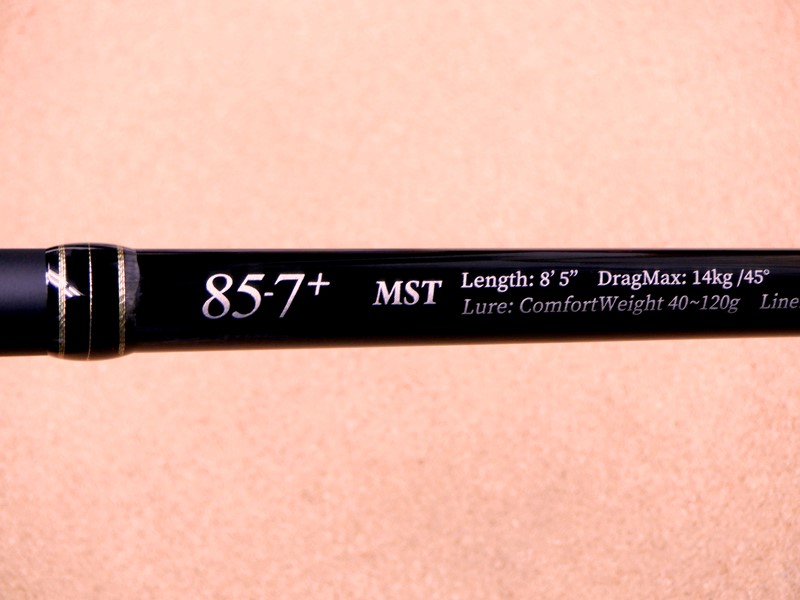 85-7+ MST
Length: 8’ 5” DragMax: 14kg /45°
Lure: ComfortWeight 40~120g Line